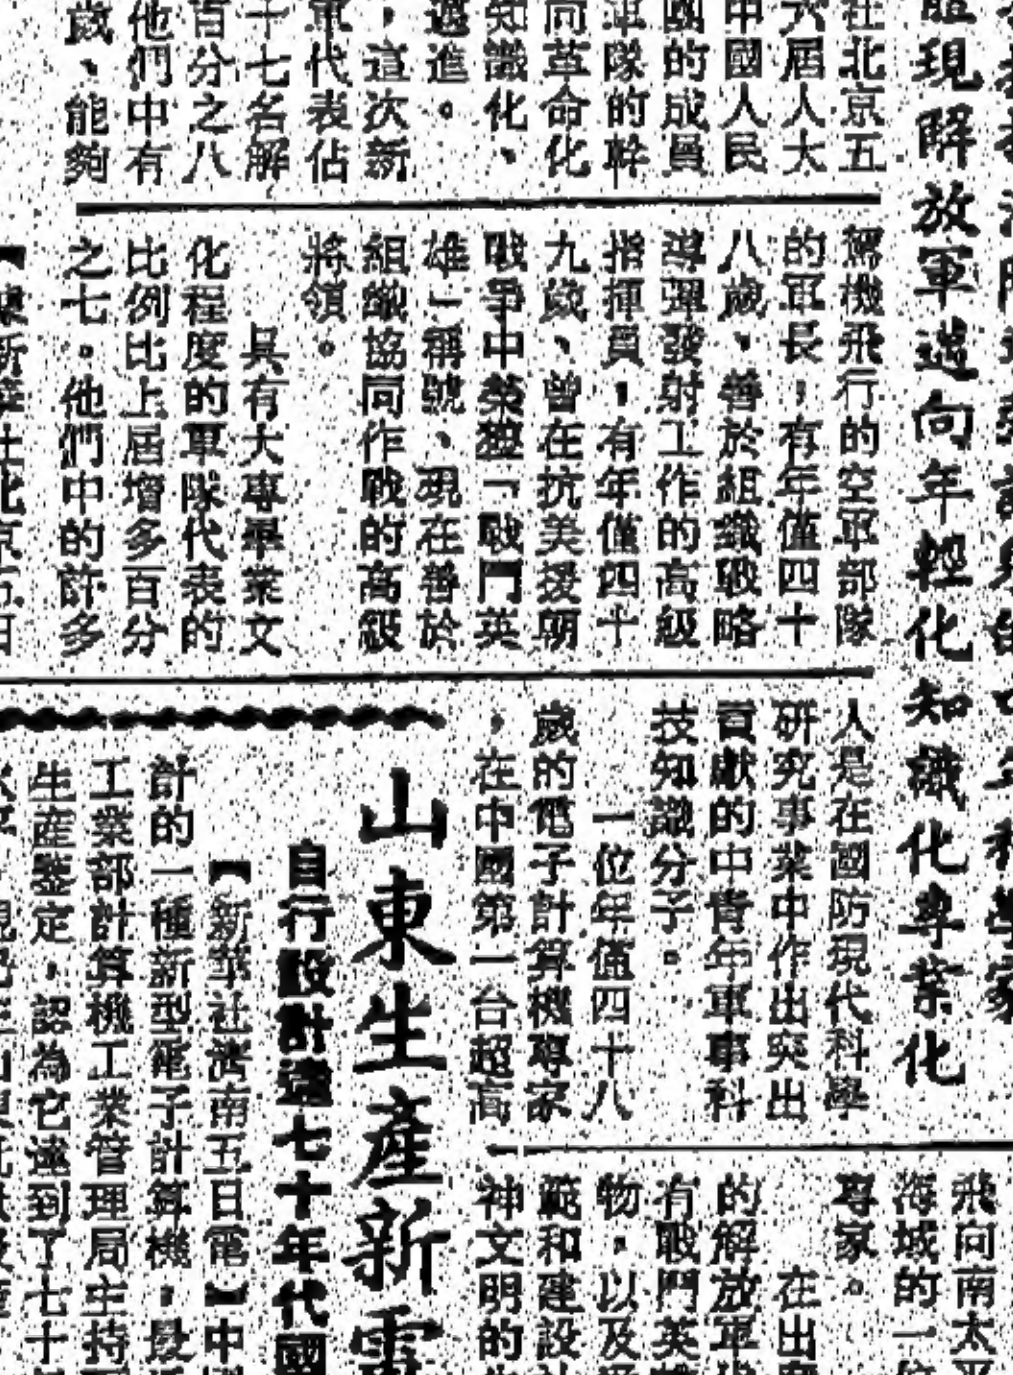 體現解放軍邁向年輕化知識化專業化
社北京五
六屆人大
中國人民
團的成員
軍隊的幹
向革命化
知識化、
邁進。
，這次新
軍代表佔
十七名解
百分之八
他們中有
歲、能夠
駕機飛行的空軍部隊
的軍長；有年僅四十
八歲、善於組織戰略
導彈發射工作的高級
指揮員；有年僅四十
九歲、曾在抗美援朝
戰爭中榮獲「戰鬥英
雄」稱號、現在善於
組織協同作戰的高級
將領。
具有大專畢業文
化程度的軍隊代表的
比例比上屆增多百分
之七。他們中的許多
人是在國防現代科學
研究事業中作出突出
貢獻的中青年軍事科
技知識分子。
一位年僅四十八
歲的電子計算機專家
，在中國第一台超高
飛向南太
海域的一
專家。
在出
的解放軍
有戰鬥英
物，以及
範和建設
神文明的
山東生產新電
自行設計達七十年代國
【新華社濟南五日電】中
計的一種新型電子計算機，最
工業部計算機工業管理局主持
生產鑒定，認為它達到了七十
新華社北京五日